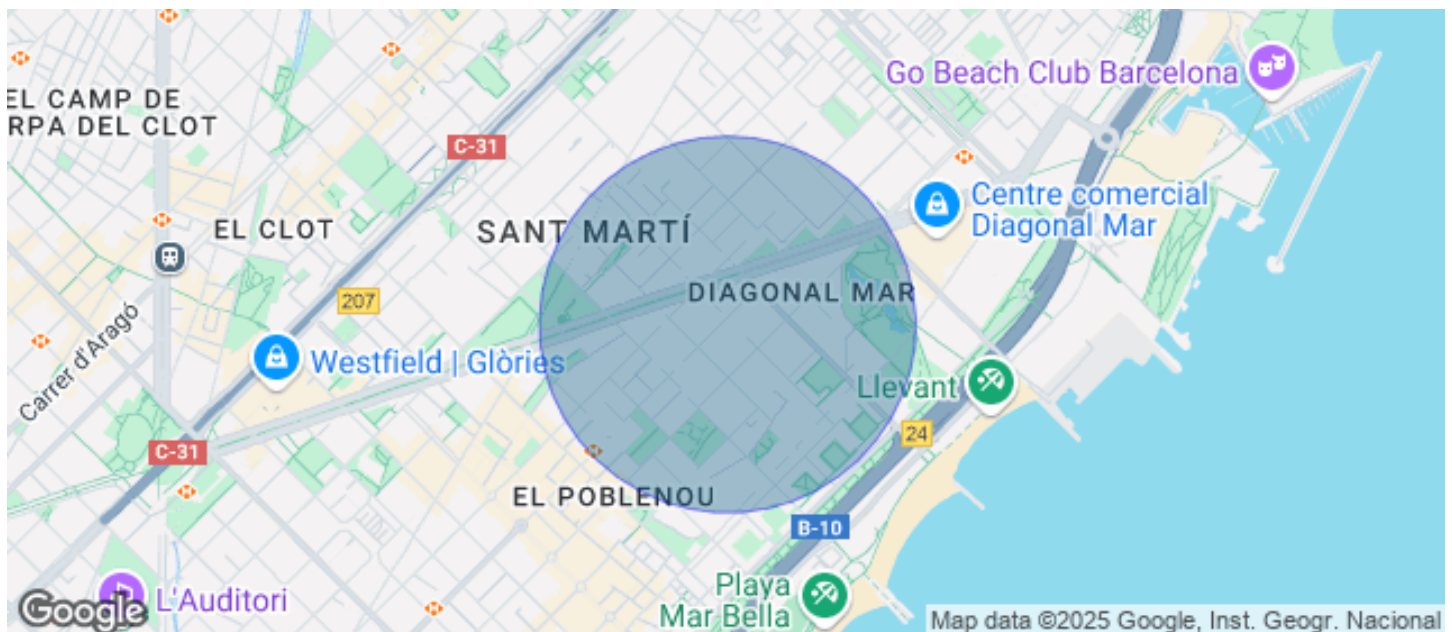 Go Beach Club Barcelona
EL CAMP DE
RPA DEL CLOT
C-31
Centre comercial
Diagonal Mar
EL CLOT
SANT MARTÍ
DIAGONAL MAR
207
Carrer d'Aragó
Westfield | Glòries
Llevant
24
C-31
EL POBLENOU
B-10
Playa
Mar Bella
L'Auditori
Google
Map data ©2025 Google, Inst. Geogr. Nacional